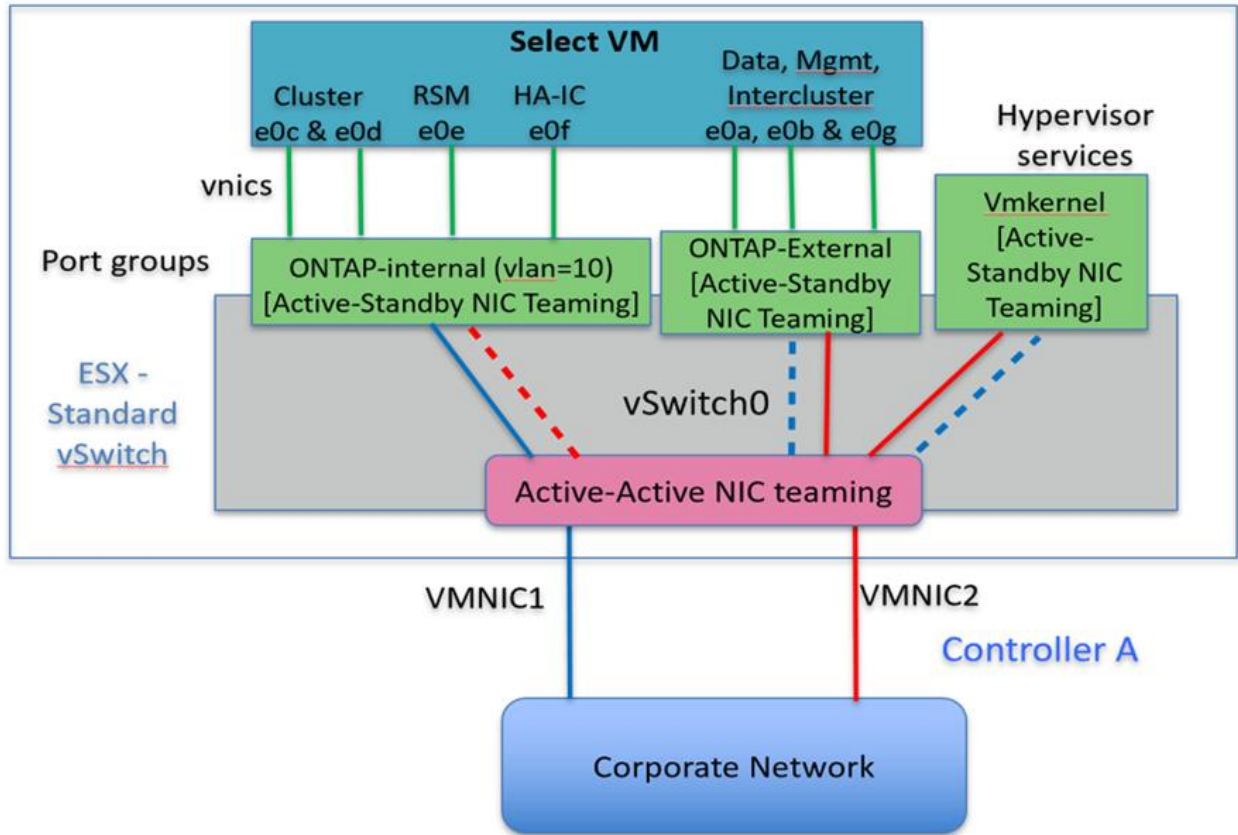 Select VM
Cluster
e0c & e0d
RSM
e0e
HA-IC
e0f
Data, Mgmt,
Intercluster
e0a, e0b & e0g
Hypervisor
services
vnics
Port groups
ONTAP-internal (vlan=10)
[Active-Standby NIC Teaming]
ONTAP-External
[Active-Standby
NIC Teaming]
Vmkernel
[Active-
Standby NIC
Teaming]
ESX -
Standard
vSwitch
vSwitch0
Active-Active NIC teaming
VMNIC1
VMNIC2
Controller A
Corporate Network